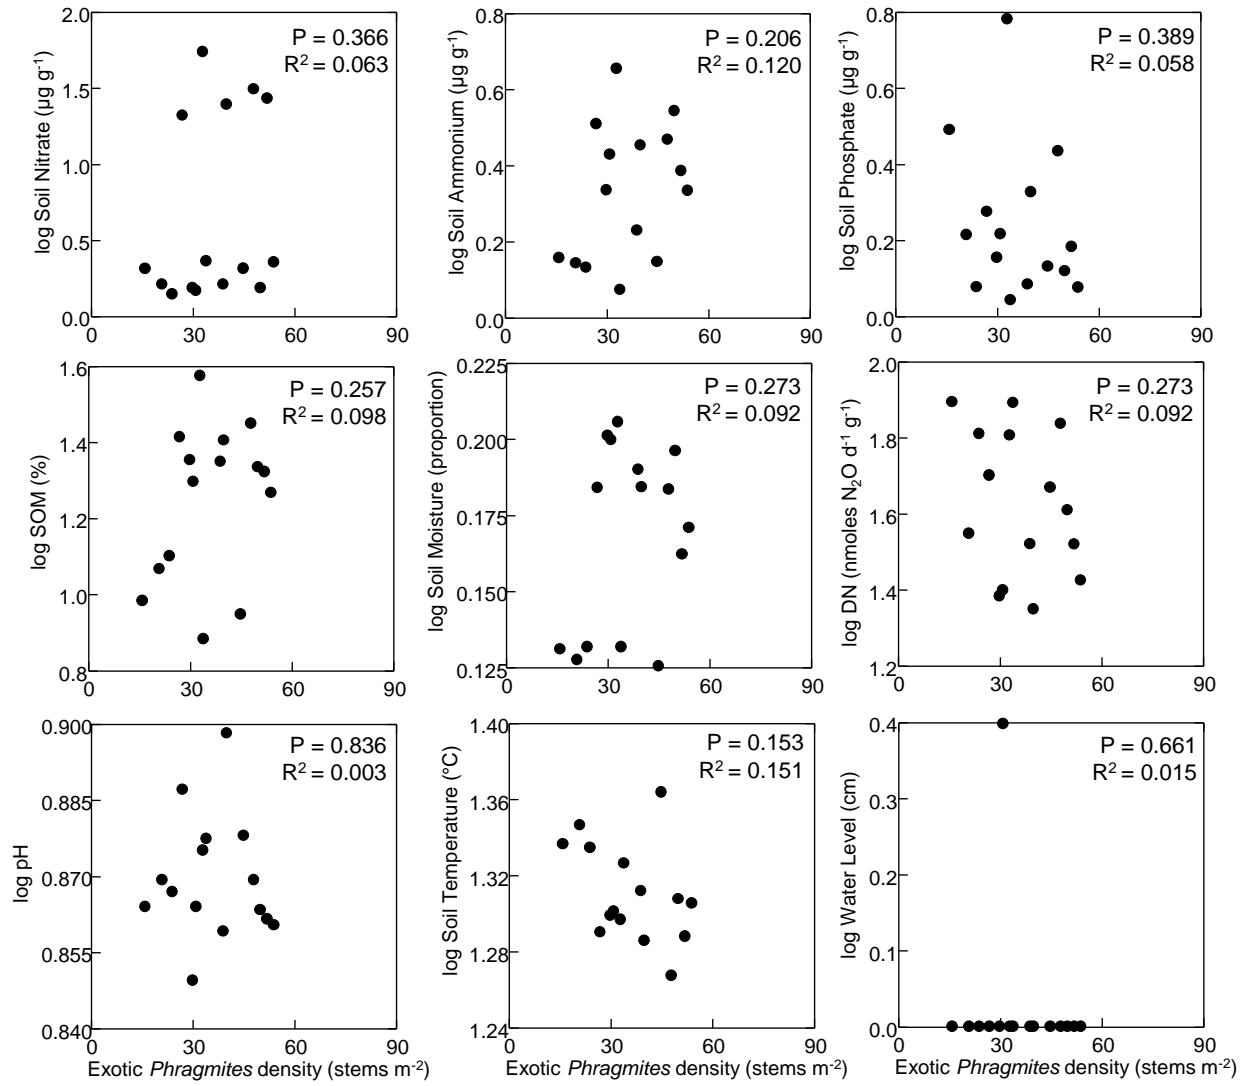 2.0
1.5
1.0
0.5
0.0
log Soil Nitrate (µg g-1)
P = 0.366
R2 = 0.063
0 30 60 90
0.8
0.6
0.4
0.2
0.0
log Soil Ammonium (µg g-1)
P = 0.206
R2 = 0.120
0 30 60 90
0.8
0.6
0.4
0.2
0.0
log Soil Phosphate (µg g-1)
P = 0.389
R2 = 0.058
0 30 60 90
1.6
1.4
1.2
1.0
0.8
log SOM (%)
P = 0.257
R2 = 0.098
0 30 60 90
0.225
0.200
0.175
0.150
0.125
log Soil Moisture (proportion)
P = 0.273
R2 = 0.092
0 30 60 90
2.0
1.8
1.6
1.4
1.2
log DN (nmoles N2O d-1 g-1)
P = 0.273
R2 = 0.092
0 30 60 90
0.900
0.885
0.870
0.855
0.840
log pH
P = 0.836
R2 = 0.003
0 30 60 90
Exotic Phragmites density (stems m-2)
1.40
1.36
1.32
1.28
1.24
log Soil Temperature (°C)
P = 0.153
R2 = 0.151
0 30 60 90
Exotic Phragmites density (stems m-2)
0.4
0.3
0.2
0.1
0.0
log Water Level (cm)
P = 0.661
R2 = 0.015
0 30 60 90
Exotic Phragmites density (stems m-2)